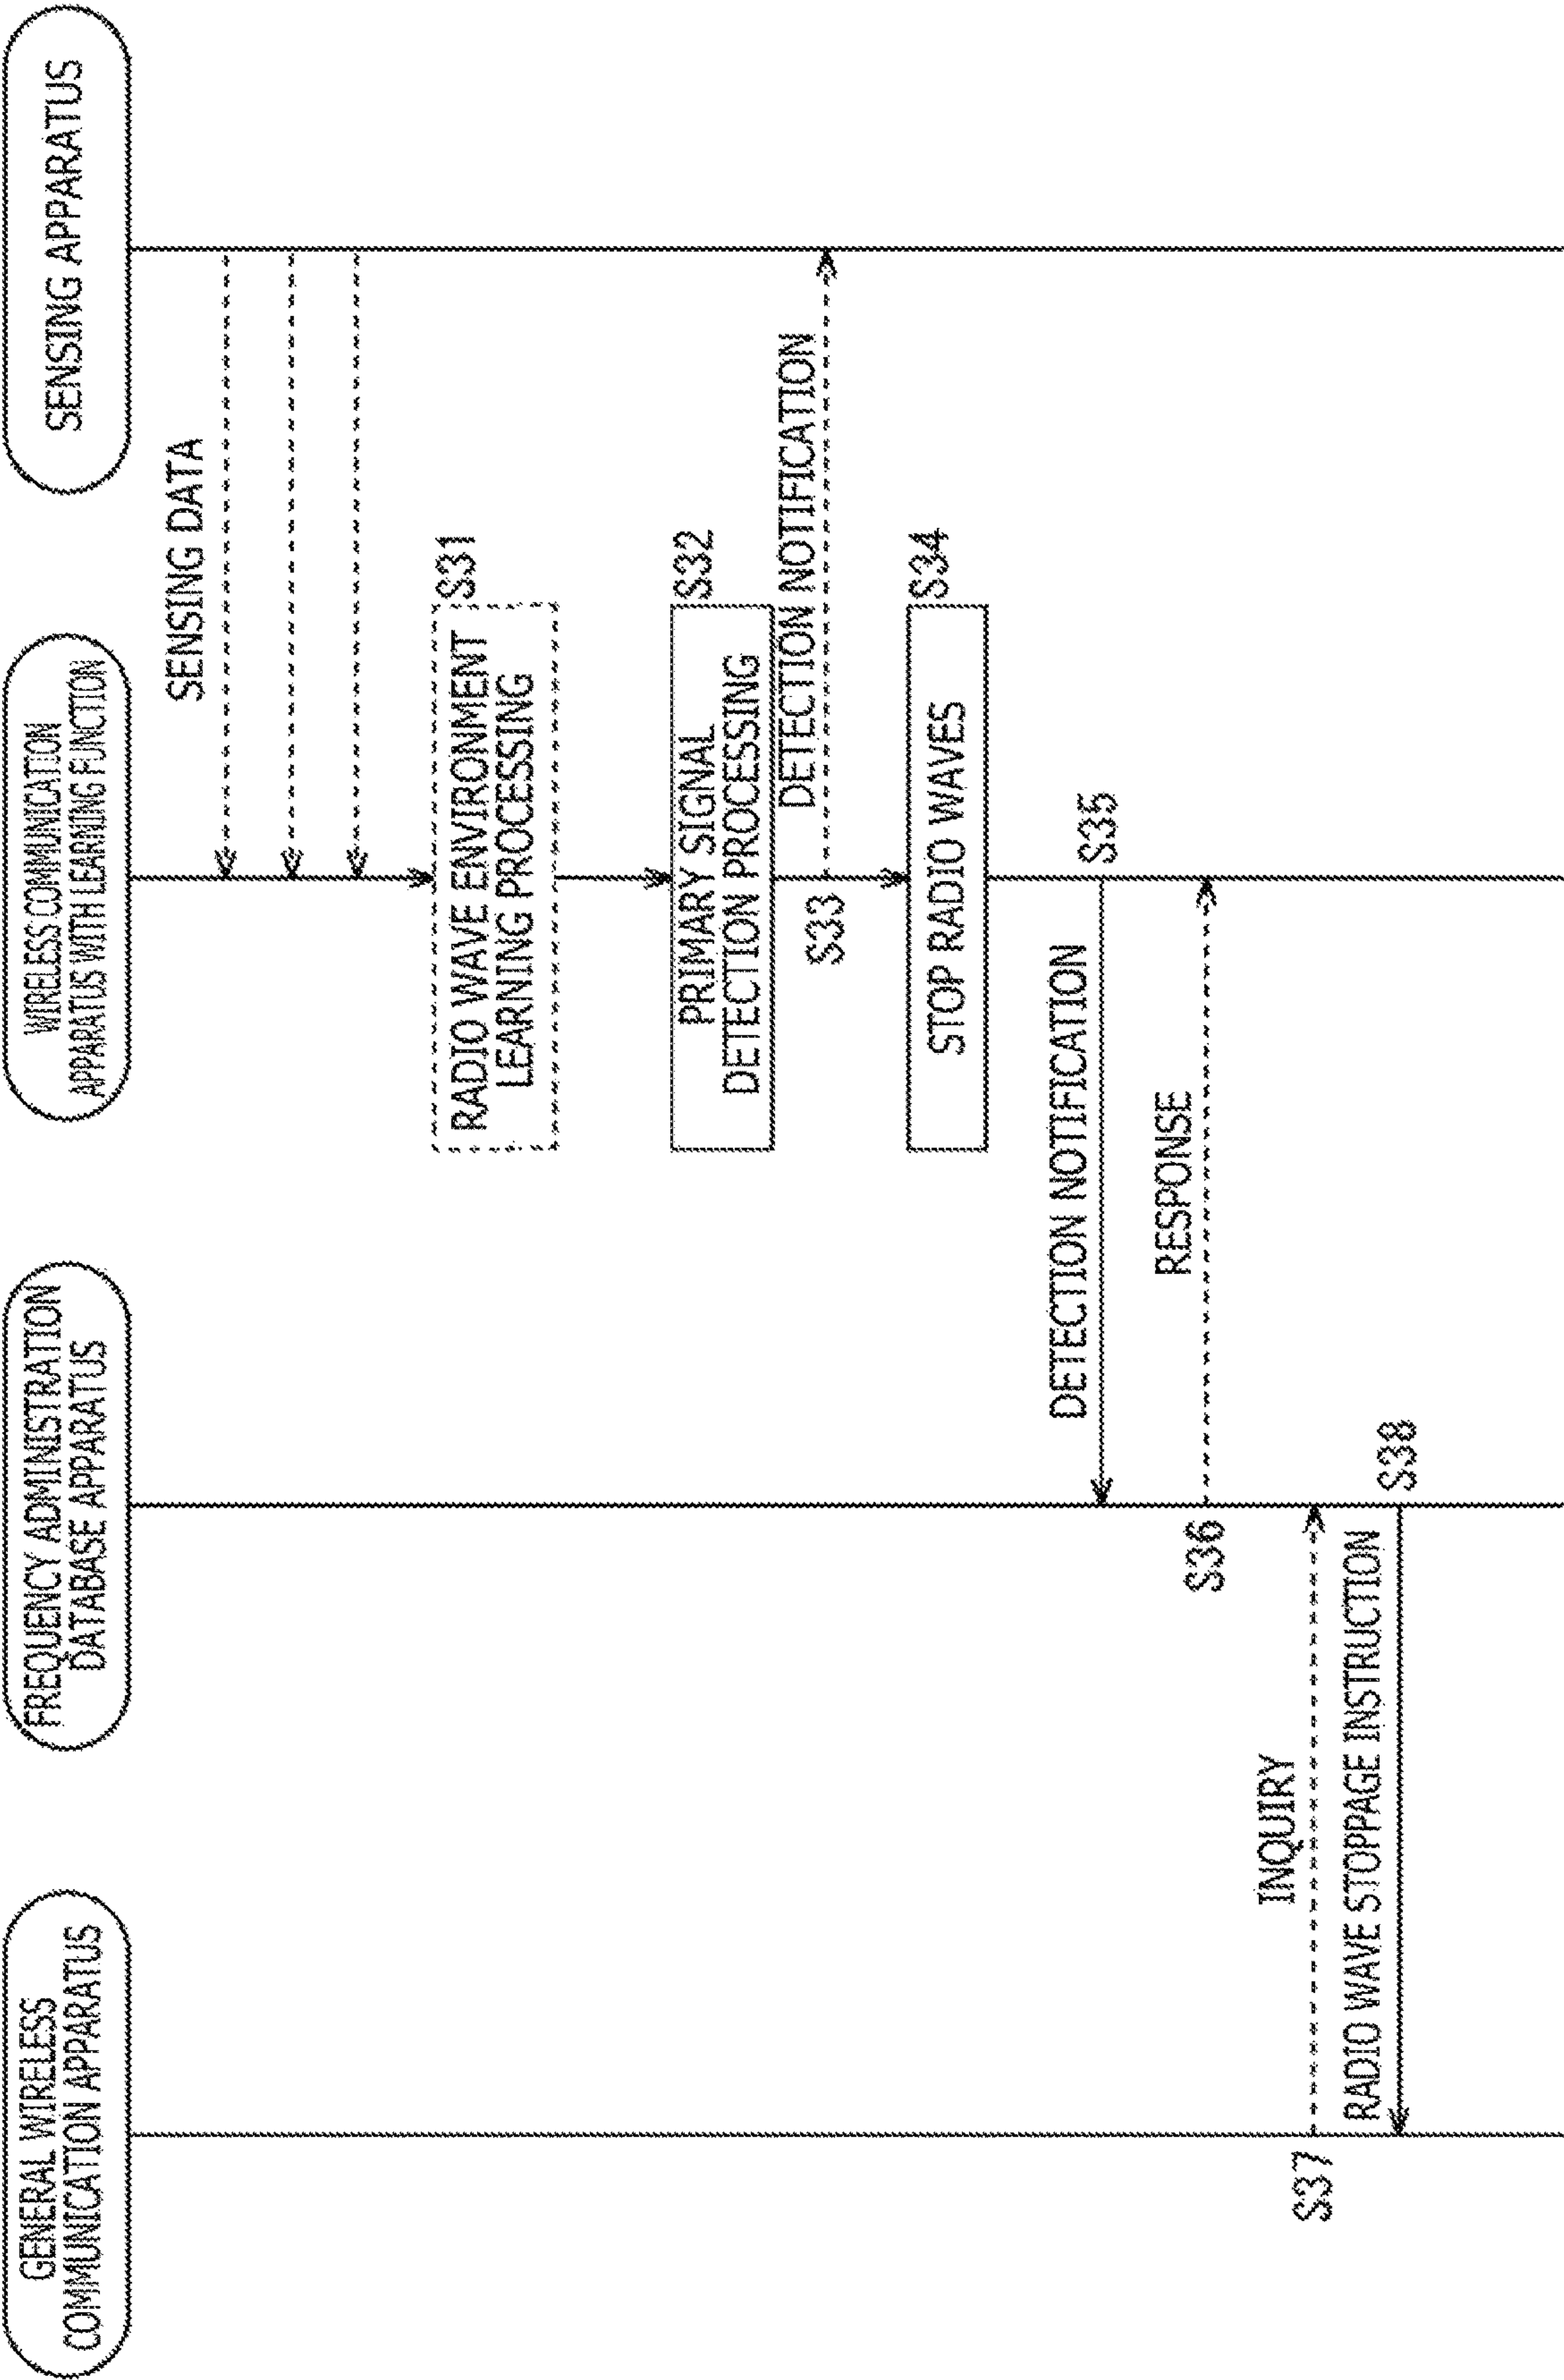 GENERAL WIRELESS
COMMUNICATION APPARATUS
FREQUENCY ADMINISTRATION
DATABASE APPARATUS
WIRELESS COMMUNICATION
APPARATUS WITH LEARNING FUNCTION
SENSING APPARATUS
SENSING DATA
S31
RADIO WAVE ENVIRONMENT
LEARNING PROCESSING
S32
PRIMARY SIGNAL
DETECTION PROCESSING
DETECTION NOTIFICATION
S33
S34
STOP RADIO WAVES
S35
DETECTION NOTIFICATION
RESPONSE
S36
INQUIRY
S37
S38
RADIO WAVE STOPPAGE INSTRUCTION